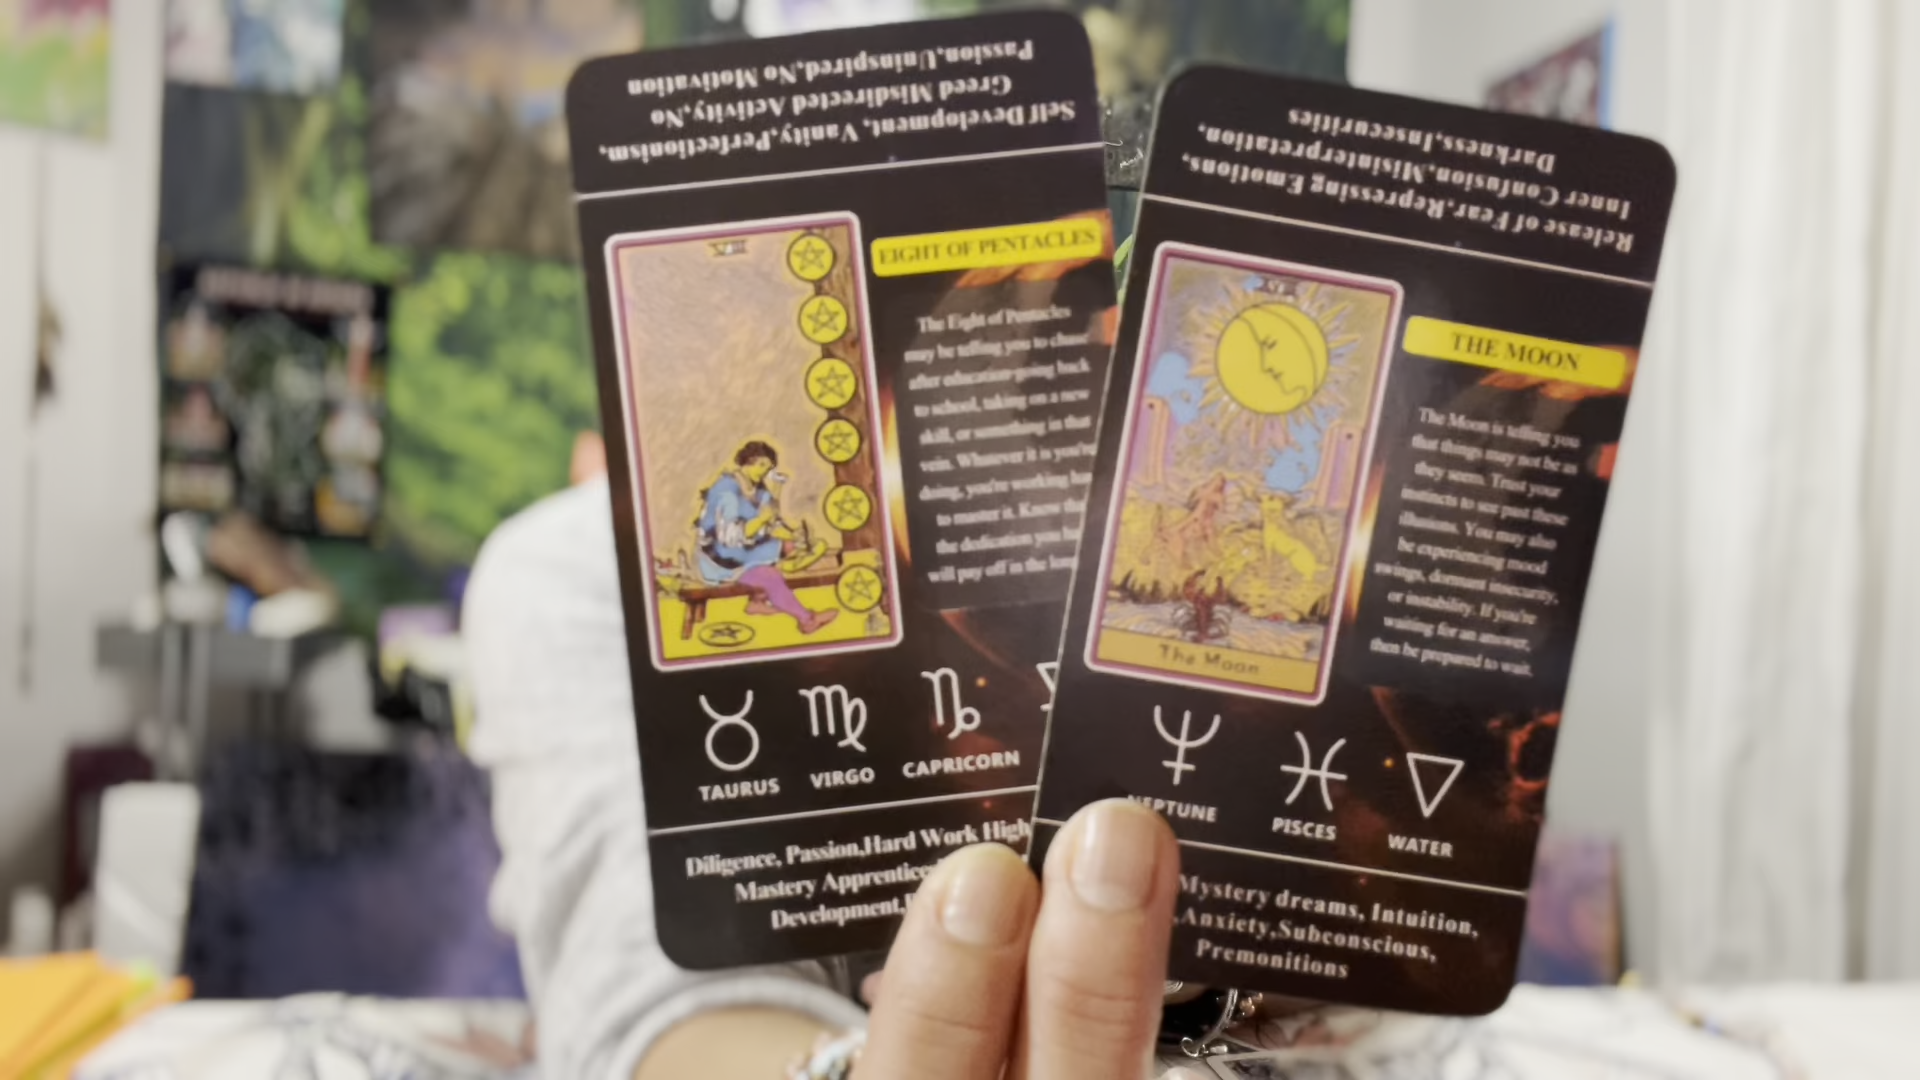 Self Development, Vanity,Perfectionism,
Greed Misdirected Activity,No
Passion,Uninspired,No Motivation
VIII
EIGHT OF PENTACLES
The Eight of Pentacles
may be telling you to chase
after education-going back
to school, taking on a new
skill, or something in that
vein. Whatever it is you're
doing, you're working
to master it. Know
the dedication you
will pay off in the long
TAURUS
VIRGO
CAPRICORN
Diligence, Passion,Hard Work High
Mastery
Development,
Release of Fear,Repressing Emotions,
Inner Confusion,Misinterpretation,
Darkness,Insecurities
THE MOON
The Moon is telling you
that things may not be as
they seem. Trust your
instincts to see past these
illusions. You may also
be experiencing mood
swings, dormant insecurity,
or instability. If you're
waiting for an answer,
then be prepared to wait.
The Moon
NEPTUNE
PISCES
WATER
Mystery dreams, Intuition,
,Anxiety,Subconscious,
Premonitions